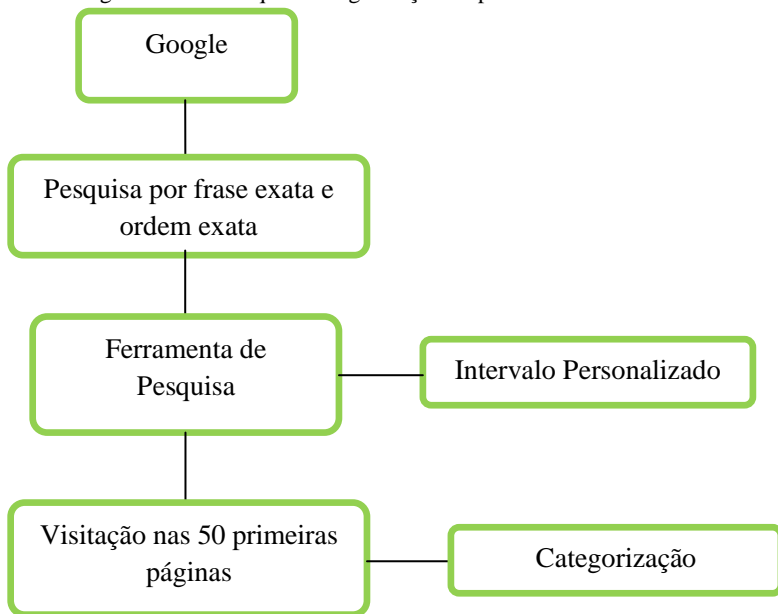 Google
Pesquisa por frase exata e
ordem exata
Ferramenta de
Pesquisa
Intervalo Personalizado
Visitação nas 50 primeiras
páginas
Categorização